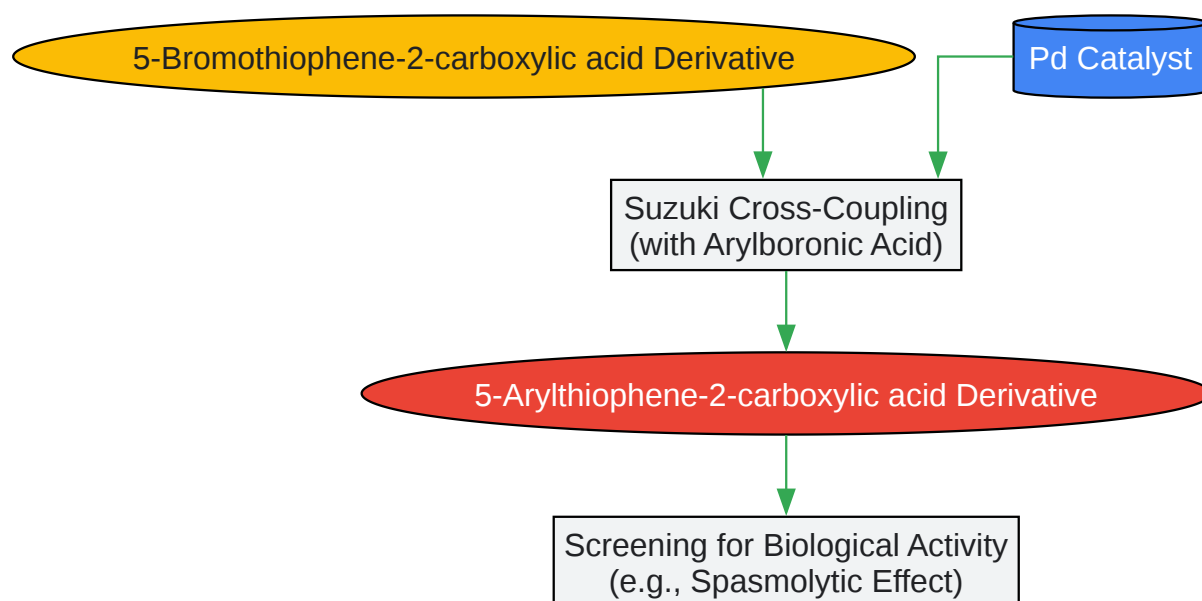 5-Bromothiophene-2-carboxylic acid Derivative
Pd Catalyst
Suzuki Cross-Coupling
(with Arylboronic Acid)
5-Arylthiophene-2-carboxylic acid Derivative
Screening for Biological Activity
(e.g., Spasmolytic Effect)